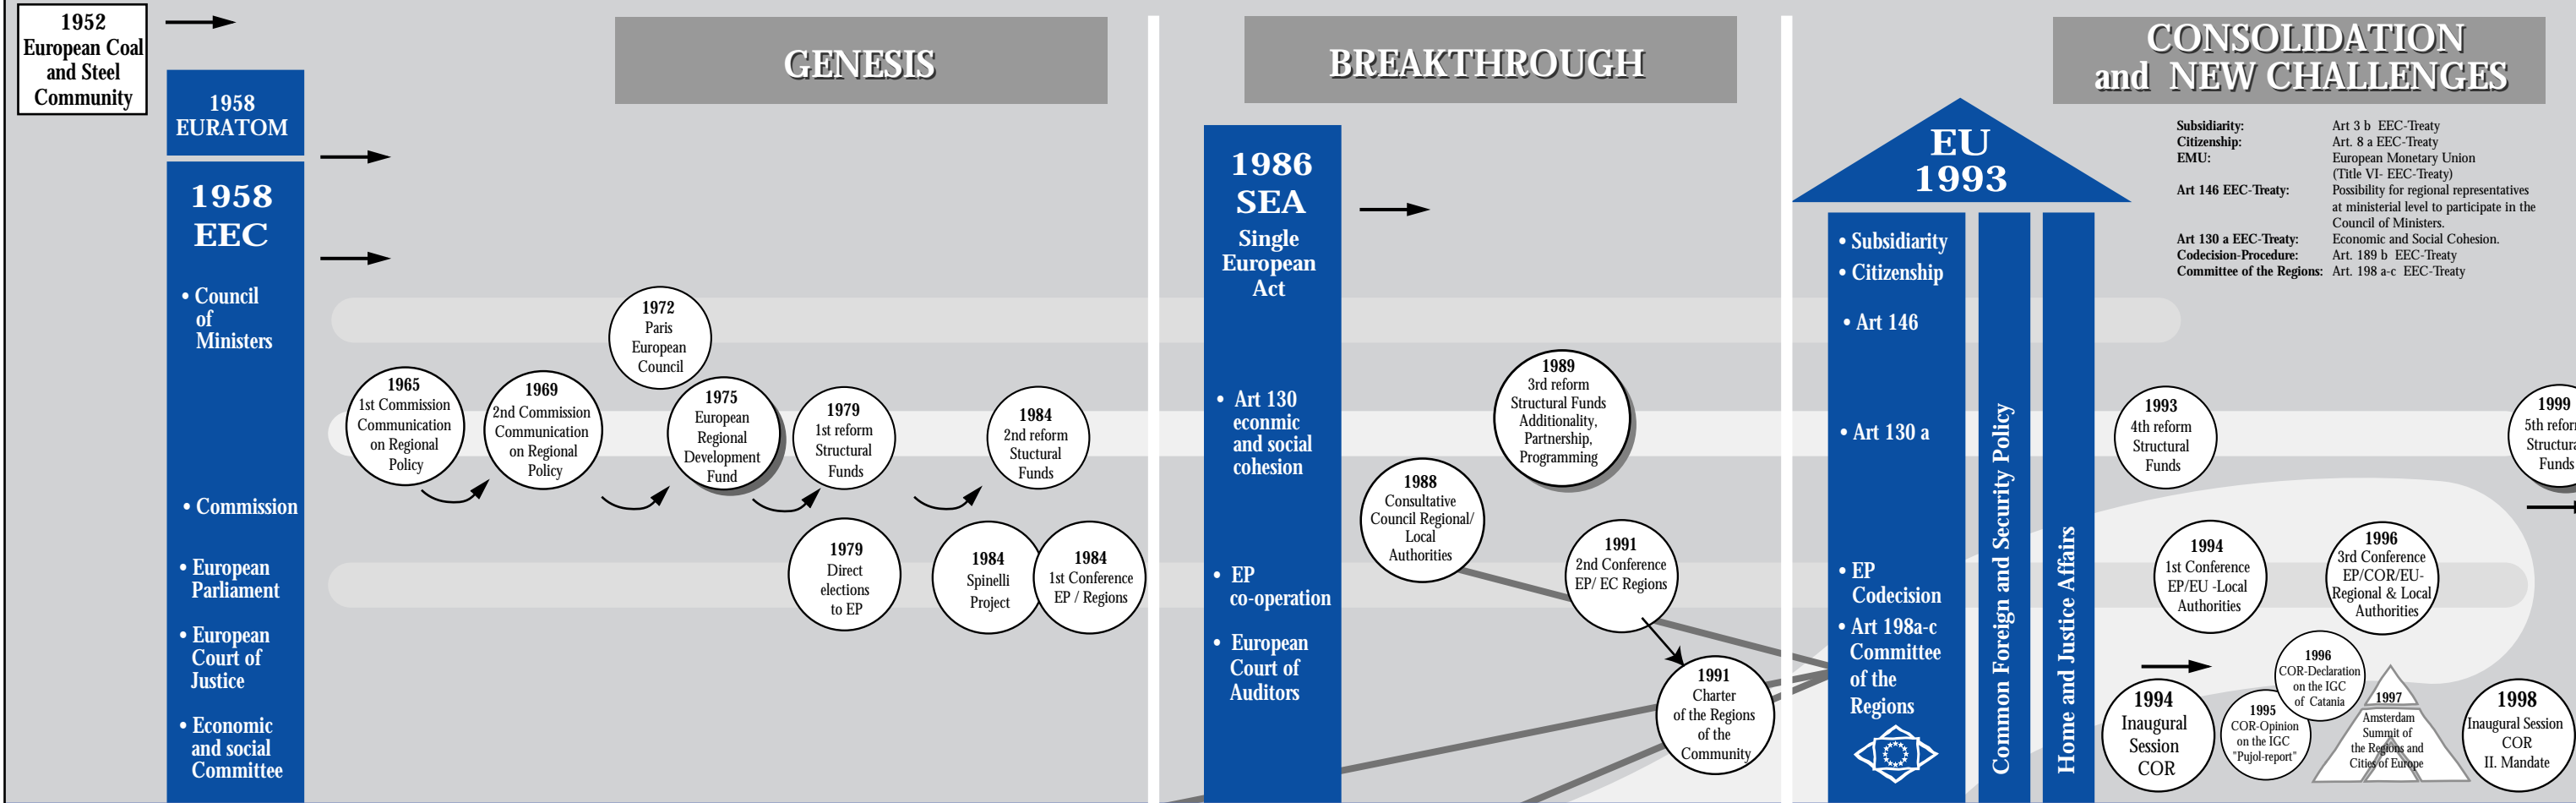 1952
European Coal
and Steel
Community
1958
EURATOM
1958
EEC
• Council
of
Ministers
• Commission
• European
Parliament
• European
Court of
Justice
• Economic
and social
Committee
GENESIS
1965
1st Commission
Communication
on Regional
Policy
1969
2nd Commission
Communication
on Regional
Policy
1972
Paris
European
Council
1975
European
Regional
Development
Fund
1979
1st reform
Structural
Funds
1984
2nd reform
Stuctural
Funds
1979
Direct
elections
to EP
1984
Spinelli
Project
1984
1st Conference
EP / Regions
BREAKTHROUGH
1986
SEA
Single
European
Act
• Art 130
econmic
and social
cohesion
• EP
co-operation
• European
Court of
Auditors
1989
3rd reform
Structural Funds
Additionality,
Partnership,
Programming
1988
Consultative
Council Regional/
Local
Authorities
1991
2nd Conference
EP/ EC Regions
1991
Charter
of the Regions
of the
Community
CONSOLIDATION
and NEW CHALLENGES
EU
1993
• Subsidiarity
• Citizenship
• Art 146
• Art 130 a
• EP
Codecision
• Art 198a-c
Committee
of the
Regions
Common Foreign and Security Policy
Home and Justice Affairs
Subsidiarity: Art 3 b EEC-Treaty
Citizenship: Art. 8 a EEC-Treaty
EMU: European Monetary Union
(Title VI- EEC-Treaty)
Art 146 EEC-Treaty: Possibility for regional representatives
at ministerial level to participate in the
Council of Ministers.
Art 130 a EEC-Treaty: Economic and Social Cohesion.
Codecision-Procedure: Art. 189 b EEC-Treaty
Committee of the Regions: Art. 198 a-c EEC-Treaty
1993
4th reform
Structural
Funds
1999
5th refor
Structura
Funds
1994
1st Conference
EP/EU -Local
Authorities
1996
3rd Conference
EP/COR/EU-
Regional & Local
Authorities
1994
Inaugural
Session
COR
1995
COR-Opinion
on the IGC
"Pujol-report"
1996
COR-Declaration
on the IGC
of Catania
1997
Amsterdam
Summit of
the Regions and
Cities of Europe
1998
Inaugural Session
COR
II. Mandate